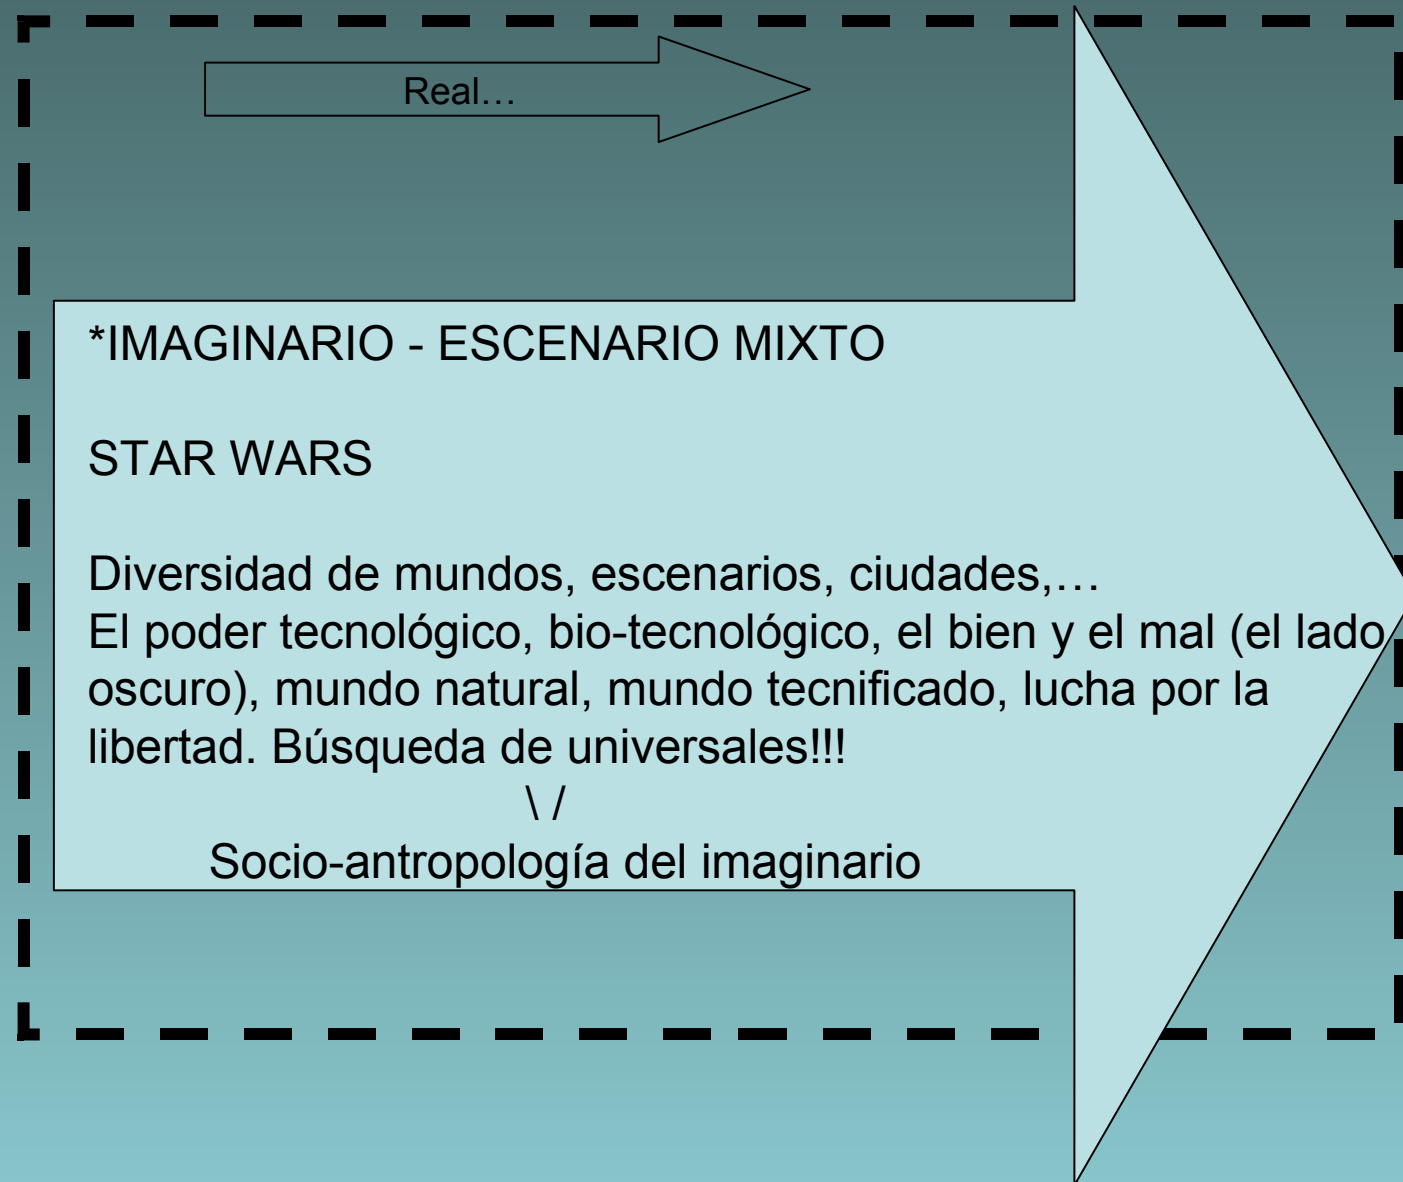 Real…
*IMAGINARIO - ESCENARIO MIXTO
STAR WARS
Diversidad de mundos, escenarios, ciudades,…
El poder tecnológico, bio-tecnológico, el bien y el mal (el lado
oscuro), mundo natural, mundo tecnificado, lucha por la
libertad. Búsqueda de universales!!!
\ /
Socio-antropología del imaginario